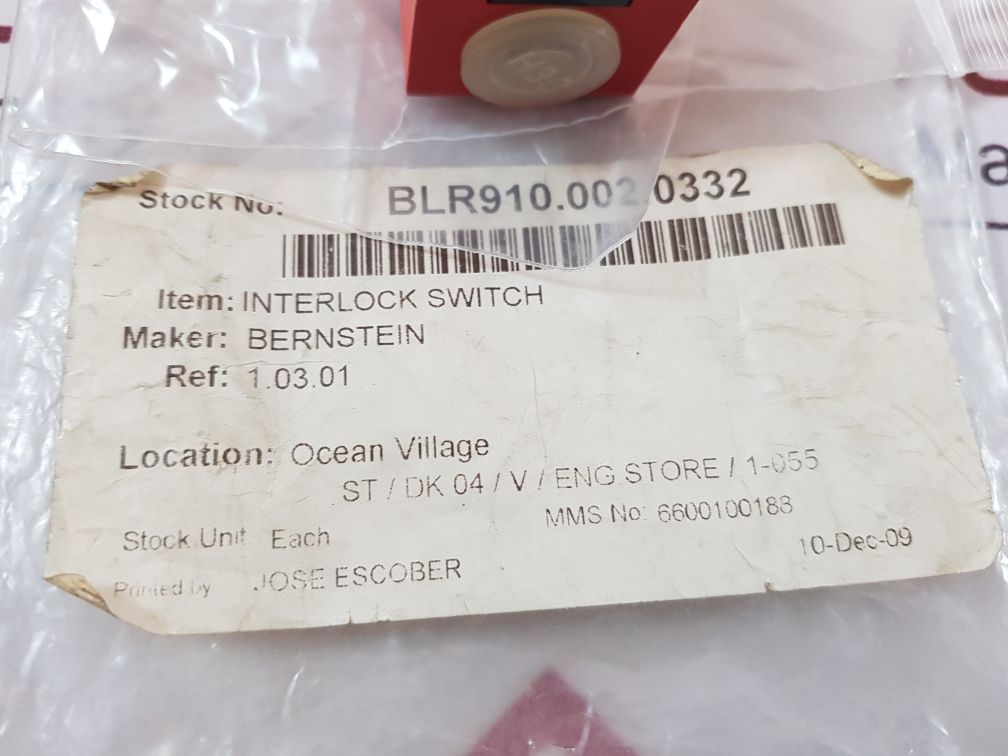 Stock No: BLR910.002.0332
Item: INTERLOCK SWITCH
Maker: BERNSTEIN
Ref: 1.03.01
Location: Ocean Village
ST / DK 04 / V / ENG.STORE / 1-055
MMS No: 6600100188
Stock Unit Each
10-Dec-09
Printed by JOSE ESCOBER